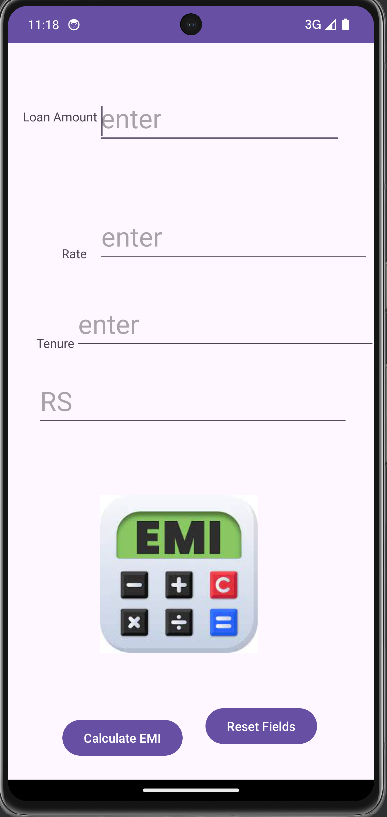 11:18
3G
Loan Amount
enter
Rate
enter
Tenure
enter
RS
EMI
− + C
× ÷ =
Calculate EMI
Reset Fields